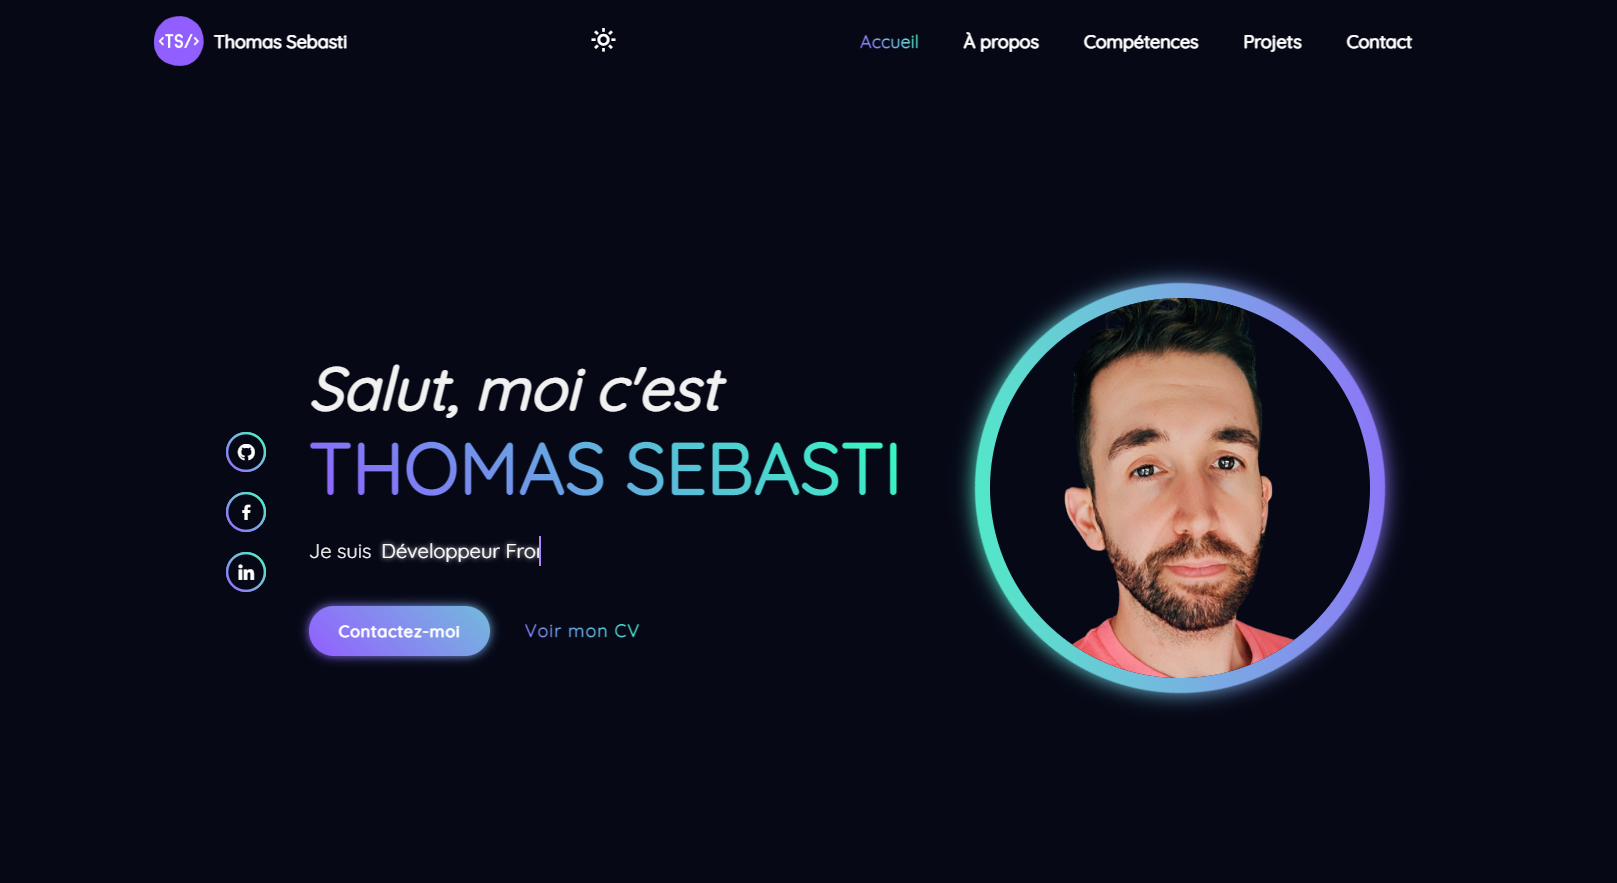 <TS/> Thomas Sebasti
Accueil À propos Compétences Projets Contact
Salut, moi c'est
THOMAS SEBASTI
Je suis Développeur Fron
Contactez-moi Voir mon CV